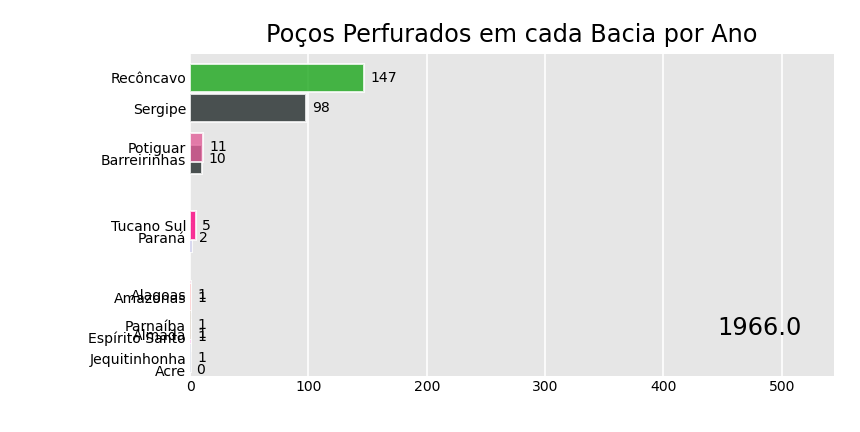 Poços Perfurados em cada Bacia por Ano
Recôncavo 147
Sergipe 98
Potiguar 11
Barreirinhas 10
Tucano Sul 5
Paraná 2
Alagoas 1
Amazonas 1
Parnaíba 1
Almada 1
Espírito Santo 1
Jequitinhonha 1
Acre 0
1966.0
0 100 200 300 400 500